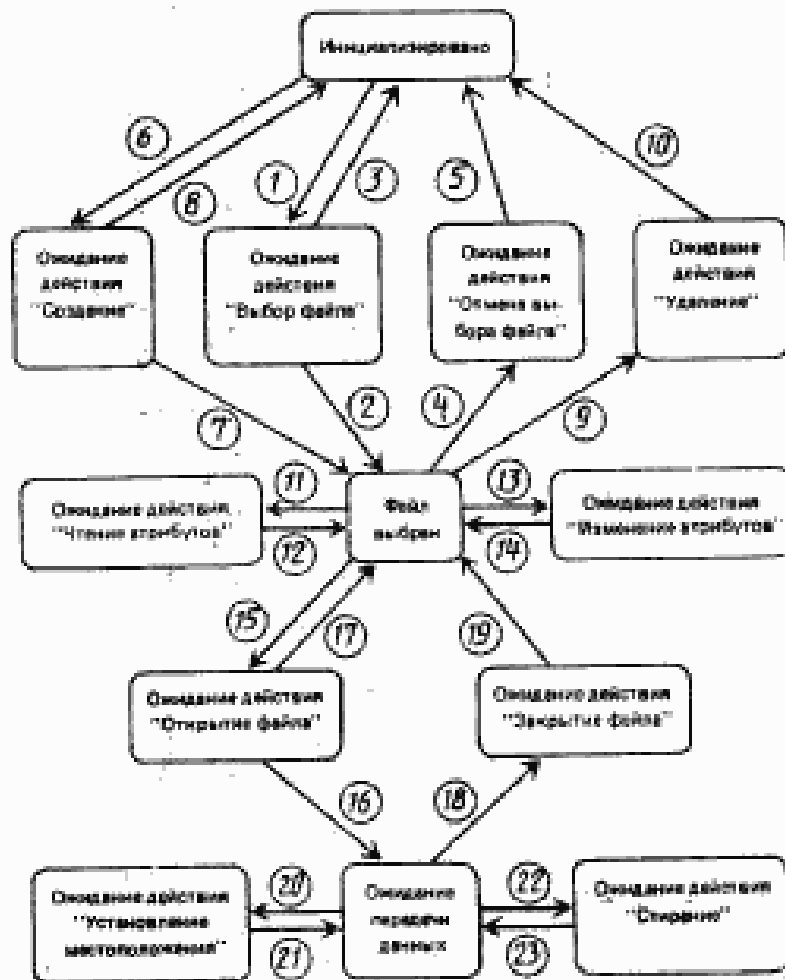 Инициализировано
6
8
1
3
5
10
Ожидание
действия
"Создание"
Ожидание
действия
"Выбор файла"
Ожидание
действия
"Отмена вы-
бора файла"
Ожидание
действия
"Удаление"
7
2
4
9
Ожидание действия
"Чтение атрибутов"
11
12
Файл
выбран
13
14
Ожидание действия
"Изменение атрибутов"
15
17
19
Ожидание действия
"Открытие файла"
Ожидание действия
"Закрытие файла"
16
18
Ожидание действия
"Установление
местоположения"
20
21
Ожидание
передачи
данных
22
23
Ожидание действия
"Стирание"